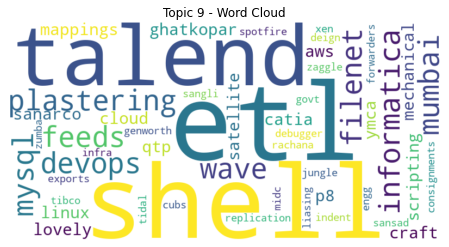 Topic 9 - Word Cloud
mappings
ghatkopar
spotfire
xen
deign
zaggle
forwarders
talend
aws
mechanical
mumbai
plastering
sangli
govt
sanarco
filenet
ymca
informatica
etl
satellite
catia
cloud
zumba
feeds
genworth
debugger
rachana
qtp
mysql
devops
infra
wave
scripting
consignments
exports
shell
jungle
tibco
linux
tidal
cubs
midc
liasing
p8
engg
replication
indent
sansad
lovely
craft